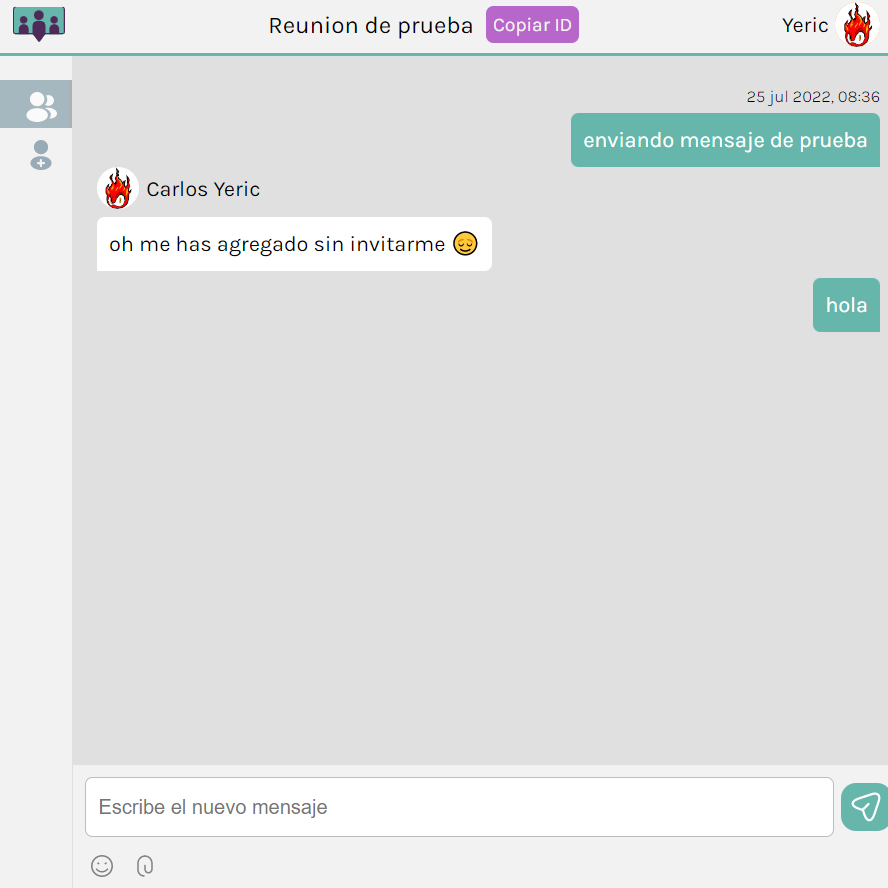 Reunion de prueba Copiar ID Yeric
25 jul 2022, 08:36
enviando mensaje de prueba
Carlos Yeric
oh me has agregado sin invitarme 😌
hola
Escribe el nuevo mensaje